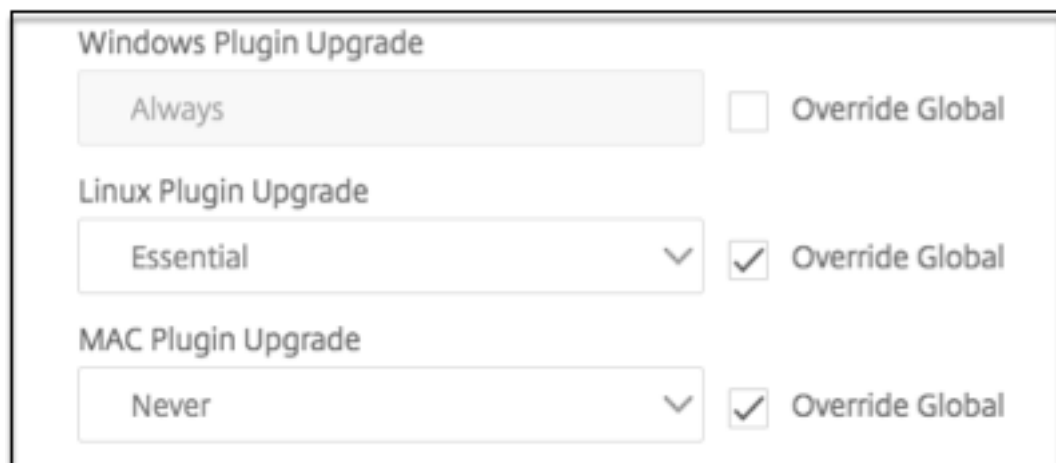 Windows Plugin Upgrade
Always Override Global
Linux Plugin Upgrade
Essential Override Global
MAC Plugin Upgrade
Never Override Global